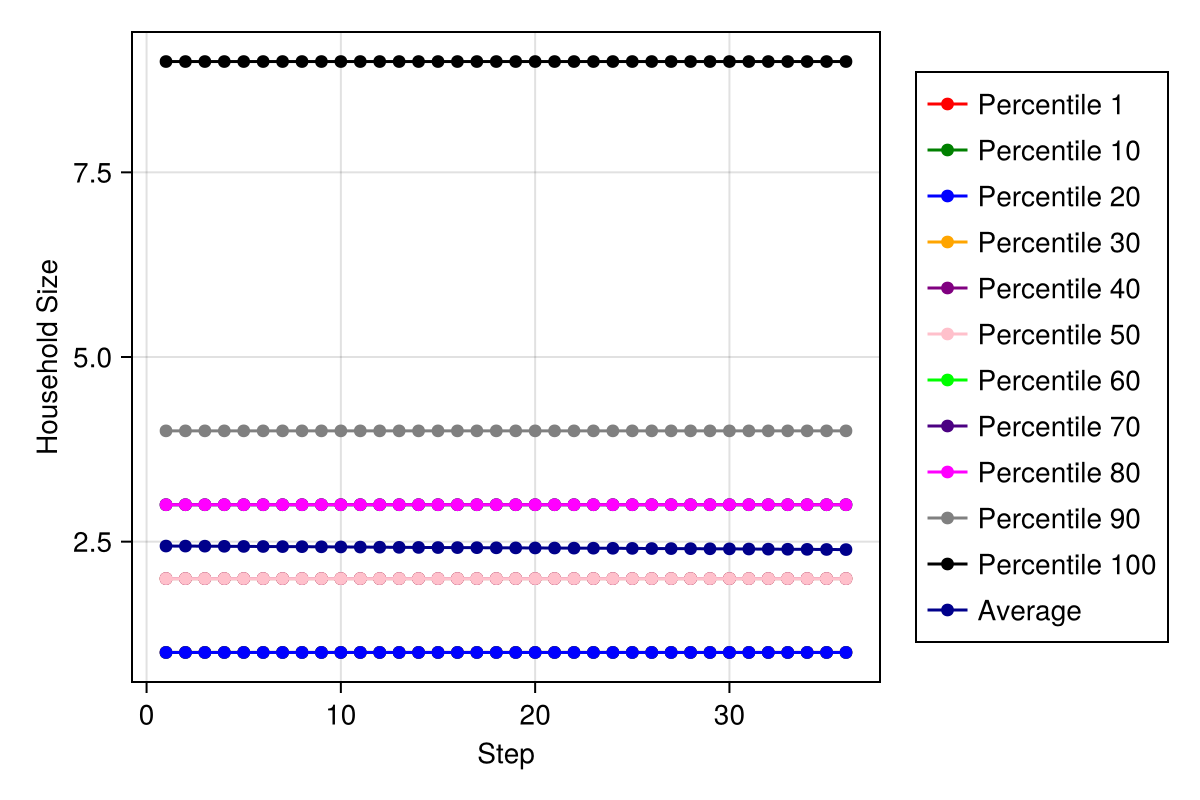 7.5
5.0
2.5
Household Size
0 10 20 30
Step
Percentile 1
Percentile 10
Percentile 20
Percentile 30
Percentile 40
Percentile 50
Percentile 60
Percentile 70
Percentile 80
Percentile 90
Percentile 100
Average